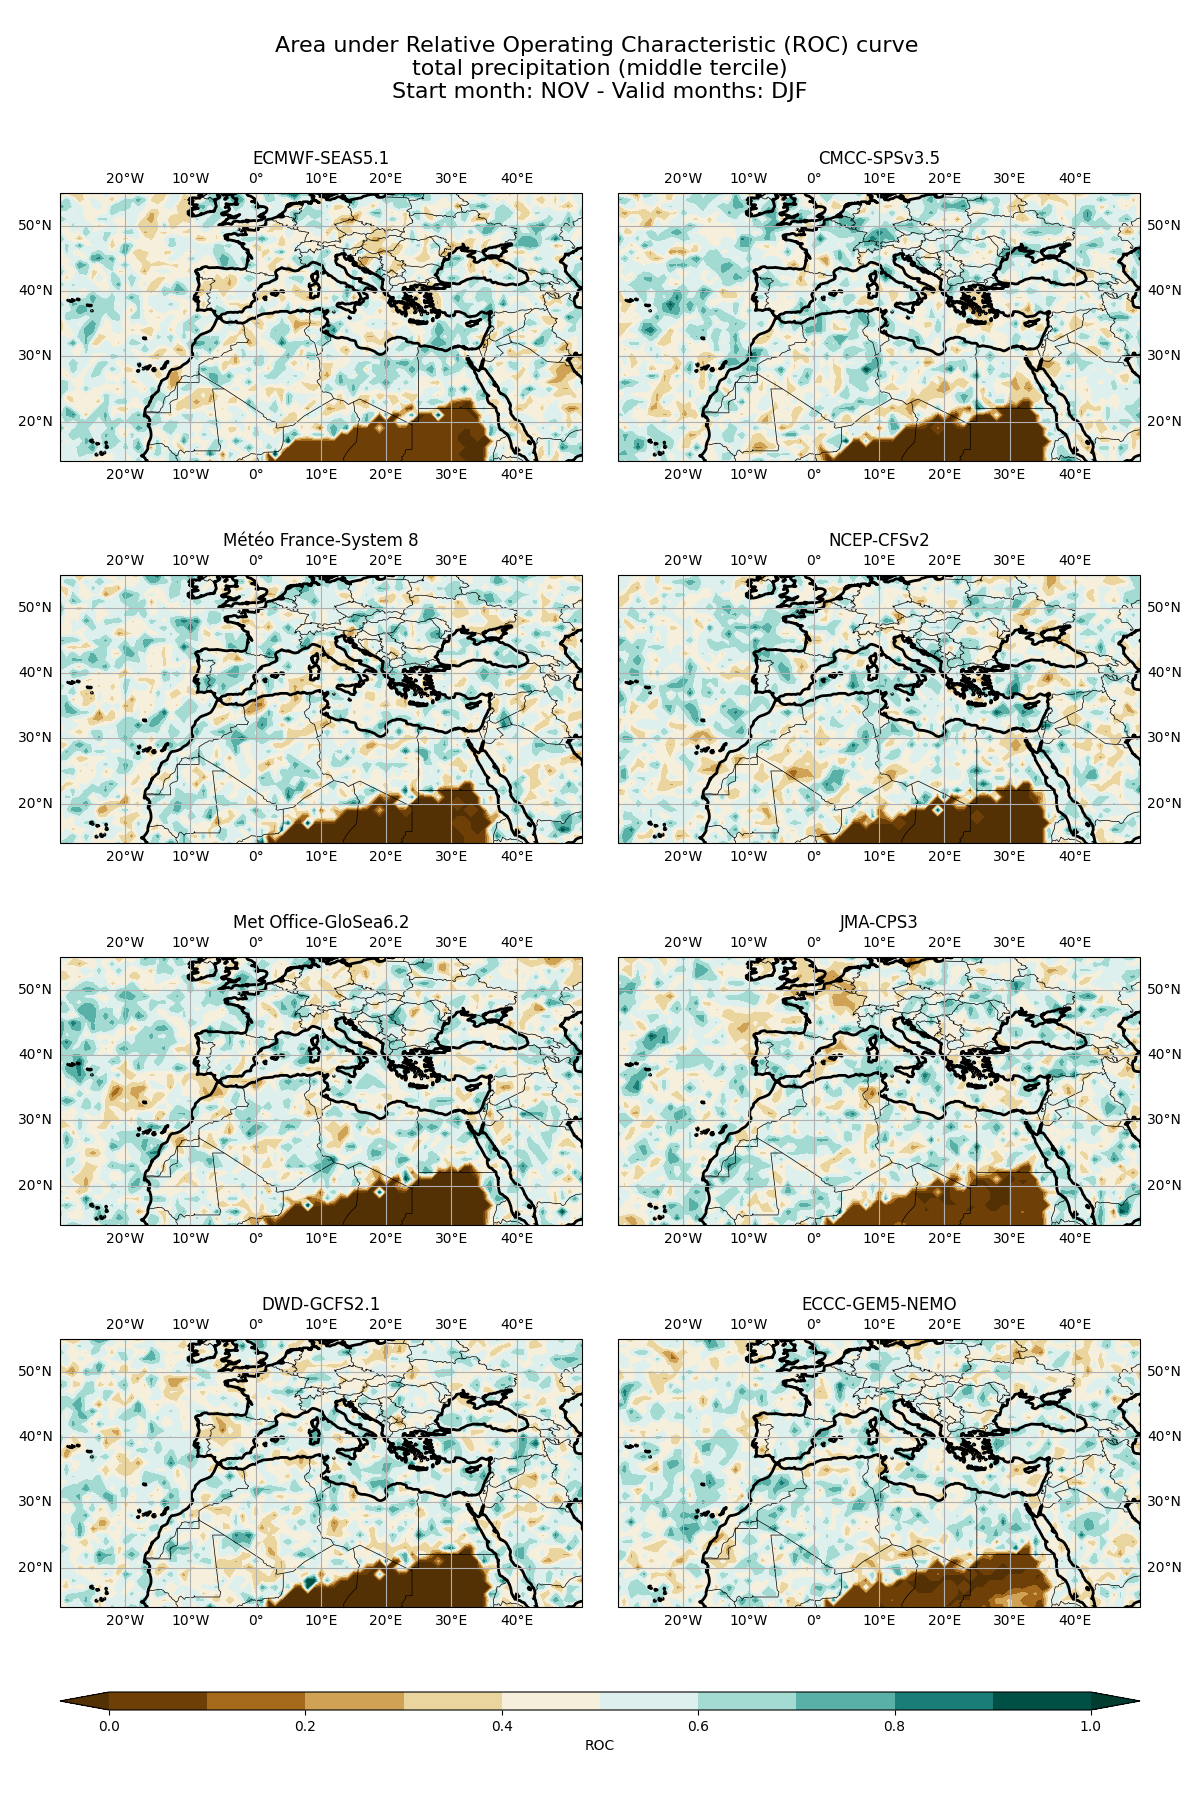 Area under Relative Operating Characteristic (ROC) curve
total precipitation (middle tercile)
Start month: NOV - Valid months: DJF
ECMWF-SEAS5.1
20°W 10°W 0° 10°E 20°E 30°E 40°E
50°N
40°N
30°N
20°N
20°W 10°W 0° 10°E 20°E 30°E 40°E
CMCC-SPSv3.5
20°W 10°W 0° 10°E 20°E 30°E 40°E
50°N
40°N
30°N
20°N
20°W 10°W 0° 10°E 20°E 30°E 40°E
Météo France-System 8
20°W 10°W 0° 10°E 20°E 30°E 40°E
50°N
40°N
30°N
20°N
20°W 10°W 0° 10°E 20°E 30°E 40°E
NCEP-CFSv2
20°W 10°W 0° 10°E 20°E 30°E 40°E
50°N
40°N
30°N
20°N
20°W 10°W 0° 10°E 20°E 30°E 40°E
Met Office-GloSea6.2
20°W 10°W 0° 10°E 20°E 30°E 40°E
50°N
40°N
30°N
20°N
20°W 10°W 0° 10°E 20°E 30°E 40°E
JMA-CPS3
20°W 10°W 0° 10°E 20°E 30°E 40°E
50°N
40°N
30°N
20°N
20°W 10°W 0° 10°E 20°E 30°E 40°E
DWD-GCFS2.1
20°W 10°W 0° 10°E 20°E 30°E 40°E
50°N
40°N
30°N
20°N
20°W 10°W 0° 10°E 20°E 30°E 40°E
ECCC-GEM5-NEMO
20°W 10°W 0° 10°E 20°E 30°E 40°E
50°N
40°N
30°N
20°N
20°W 10°W 0° 10°E 20°E 30°E 40°E
0.0 0.2 0.4 0.6 0.8 1.0
ROC